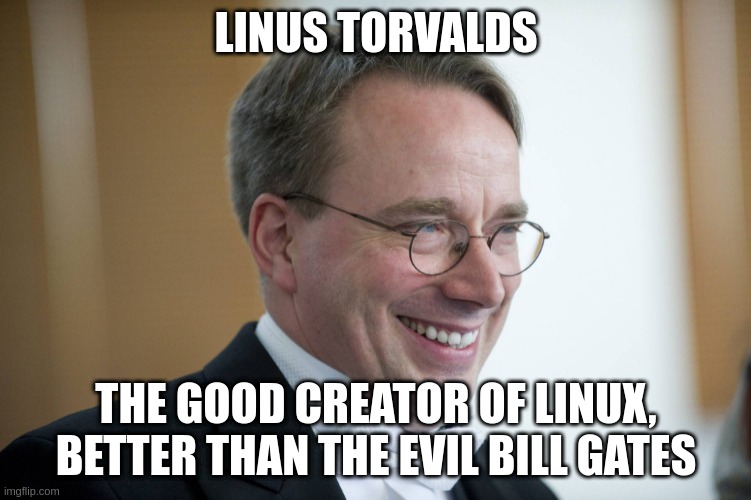 LINUS TORVALDS
THE GOOD CREATOR OF LINUX,
BETTER THAN THE EVIL BILL GATES
imgflip.com